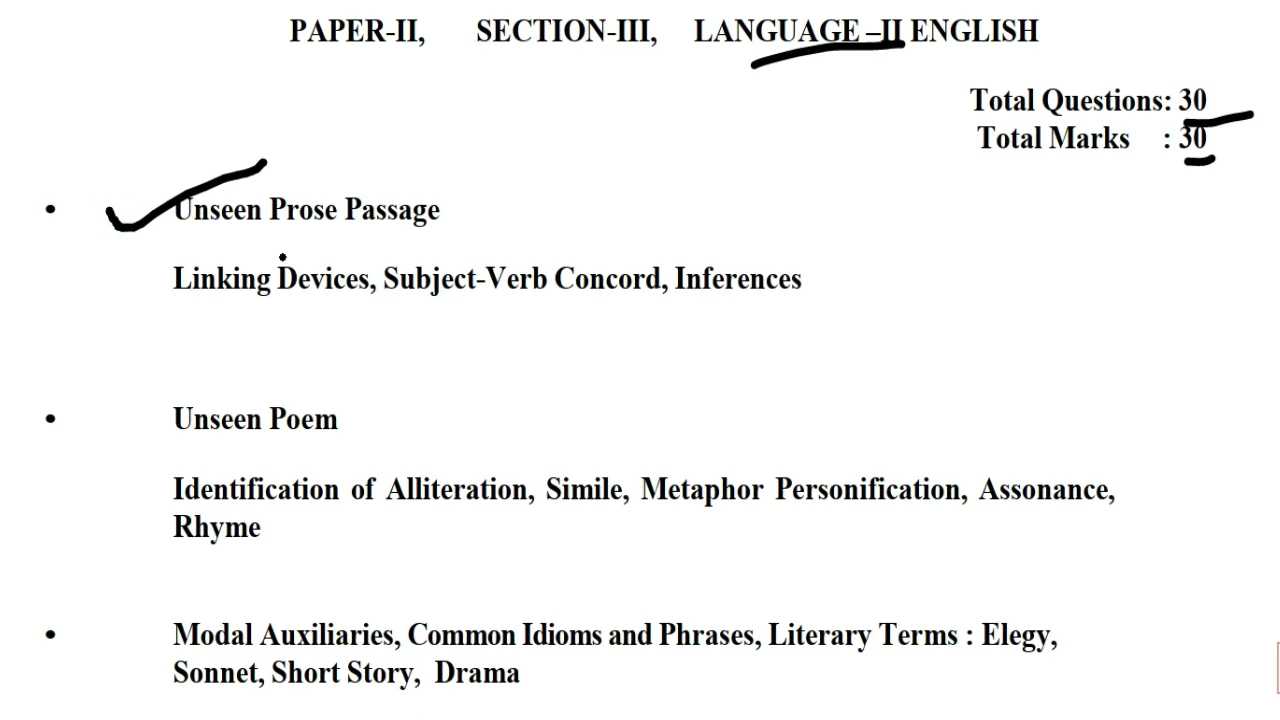 PAPER-II, SECTION-III, LANGUAGE –II ENGLISH
Total Questions: 30
Total Marks : 30
• Unseen Prose Passage
Linking Devices, Subject-Verb Concord, Inferences
• Unseen Poem
Identification of Alliteration, Simile, Metaphor Personification, Assonance,
Rhyme
• Modal Auxiliaries, Common Idioms and Phrases, Literary Terms : Elegy,
Sonnet, Short Story, Drama